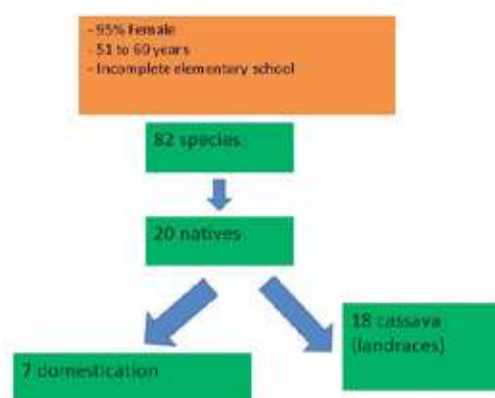 - 95% Female
- 51 to 60 years
- Incomplete elementary school
82 species
20 natives
18 cassava
(landraces)
7 domestication